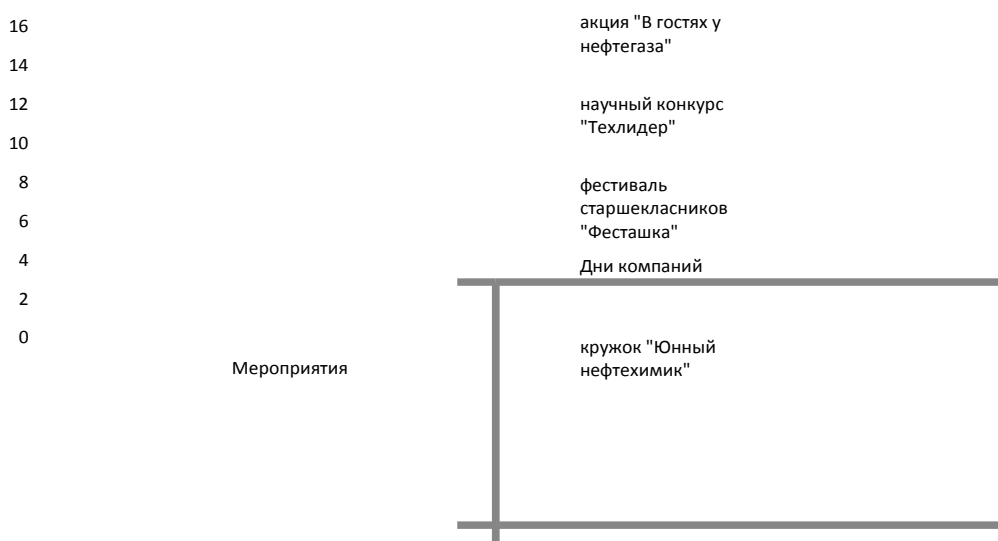 16
14
12
10
8
6
4
2
0
Мероприятия
акция "В гостях у
нефтегаза"
научный конкурс
"Техлидер"
фестиваль
старшекласников
"Фесташка"
Дни компаний
кружок "Юнный
нефтехимик"